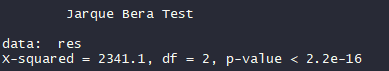 Jarque Bera Test
data:  res
X-squared = 2341.1, df = 2, p-value < 2.2e-16